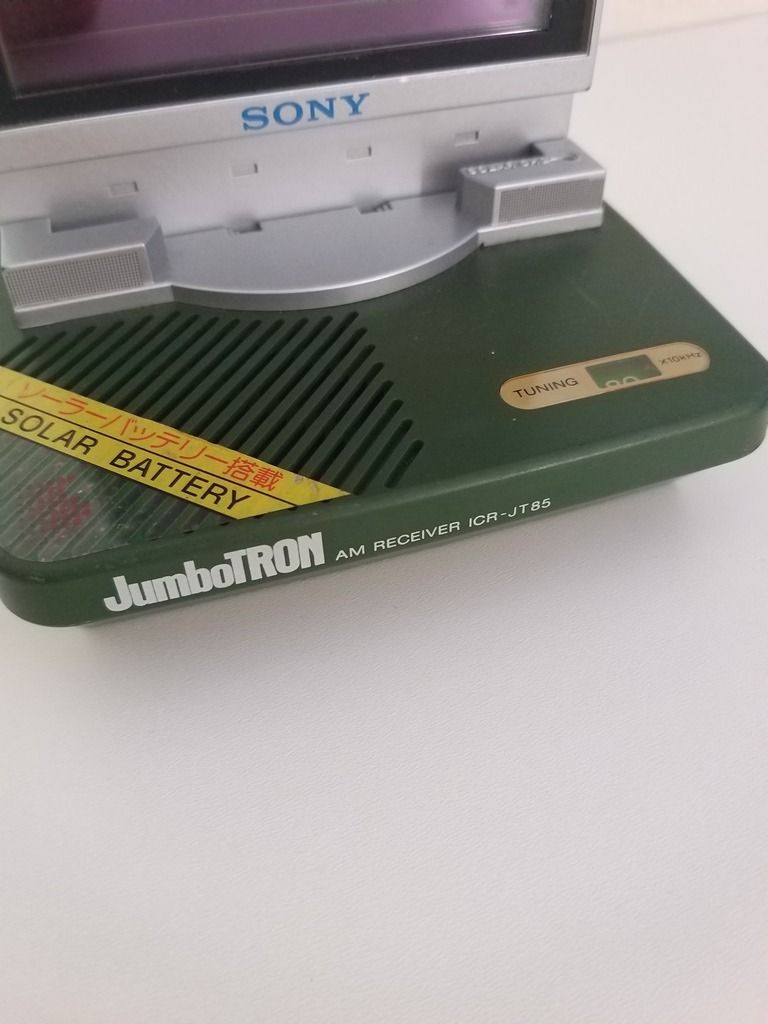 SONY
TUNING
×10kHz
ソーラーバッテリー搭載
SOLAR BATTERY
JumboTRON AM RECEIVER ICR-JT85